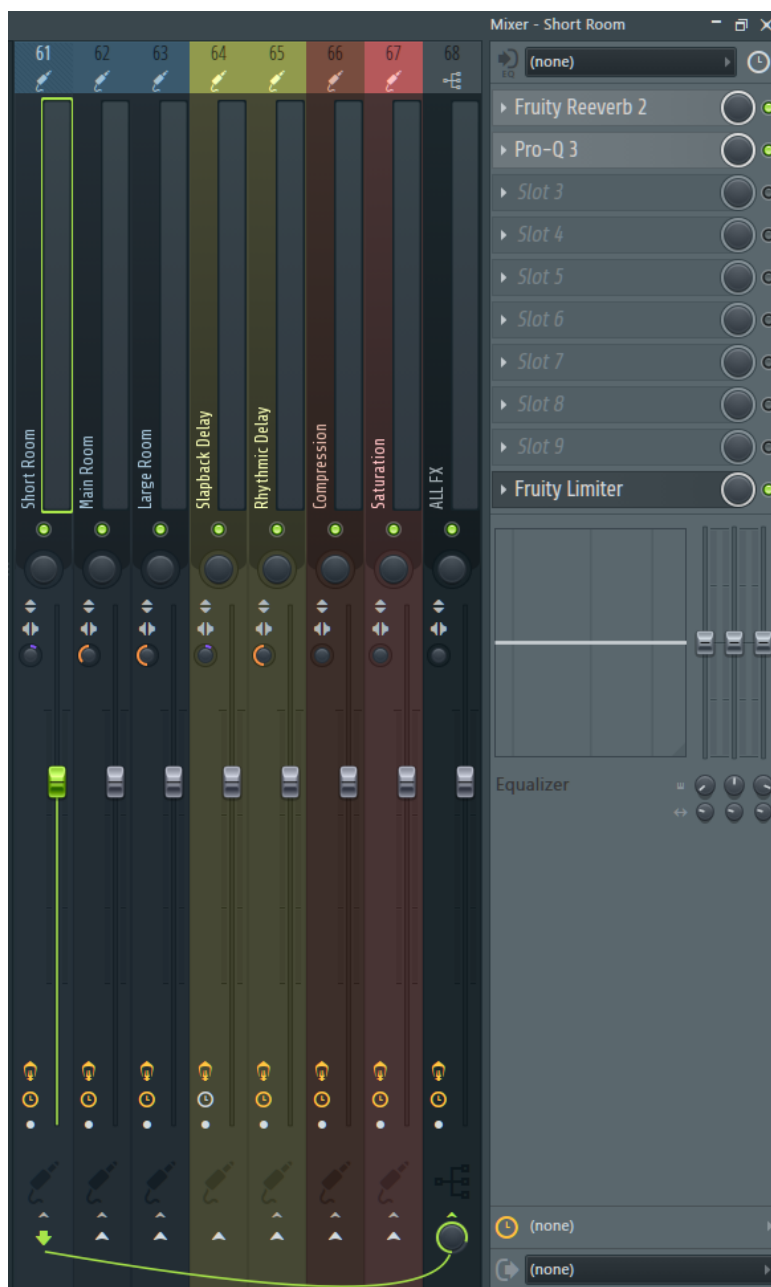 Mixer - Short Room
61
62
63
64
65
66
67
68
Short Room
Main Room
Large Room
Slapback Delay
Rhythmic Delay
Compression
Saturation
ALL FX
EQ
(none)
Fruity Reeverb 2
Pro-Q 3
Slot 3
Slot 4
Slot 5
Slot 6
Slot 7
Slot 8
Slot 9
Fruity Limiter
Equalizer
(none)
(none)